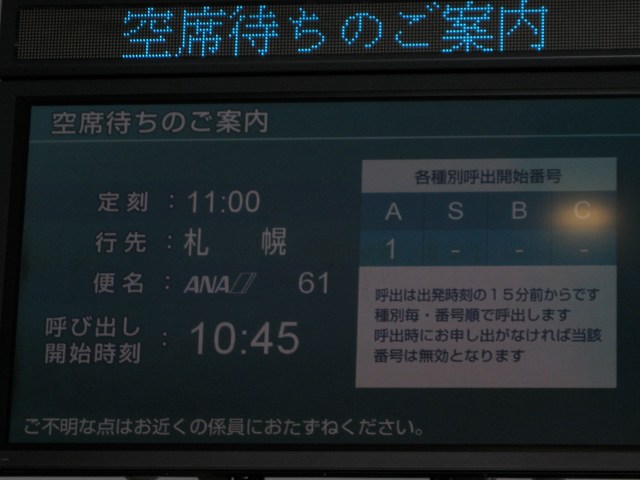 空席待ちのご案内
空席待ちのご案内
定刻：11:00
行先：札　幌
便名：ANA 61
呼び出し開始時刻：10:45
各種別呼出開始番号
A S B C
1 - - -
呼出は出発時刻の15分前からです
種別毎・番号順で呼出します
呼出時にお申し出がなければ当該
番号は無効となります
ご不明な点はお近くの係員におたずねください。